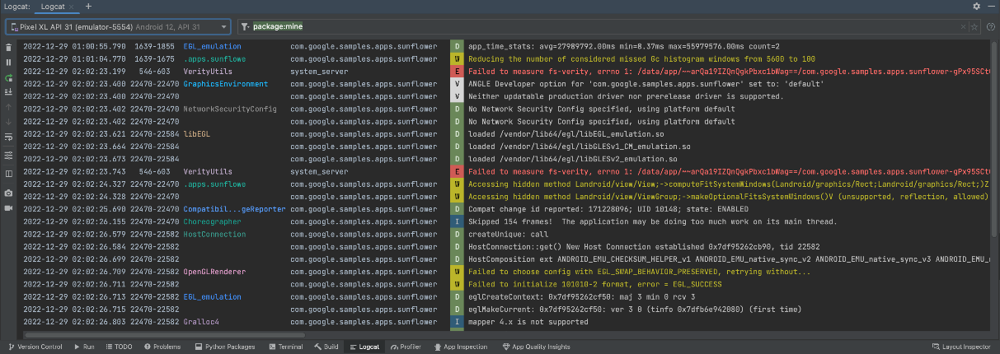 Logcat: Logcat
Pixel XL API 31 (emulator-5554) Android 12, API 31 package:mine
2022-12-29 01:00:55.790 1639-1855 EGL_emulation com.google.samples.apps.sunflower D app_time_stats: avg=27989792.00ms min=8.37ms max=55979576.00ms count=2
2022-12-29 01:01:04.770 1639-1675 .apps.sunflowe com.google.samples.apps.sunflower W Reducing the number of considered missed Gc histogram windows from 5600 to 100
2022-12-29 02:02:23.199 546-603 VerityUtils system_server E Failed to measure fs-verity, errno 1: /data/app/~~arQa19IZQnQgkPbxc1bWag==/com.google.samples.apps.sunflower-gPx95SCt
2022-12-29 02:02:23.400 22470-22470 GraphicsEnvironment com.google.samples.apps.sunflower V ANGLE Developer option for 'com.google.samples.apps.sunflower' set to: 'default'
2022-12-29 02:02:23.400 22470-22470 com.google.samples.apps.sunflower V Neither updatable production driver nor prerelease driver is supported.
2022-12-29 02:02:23.402 22470-22470 NetworkSecurityConfig com.google.samples.apps.sunflower D No Network Security Config specified, using platform default
2022-12-29 02:02:23.402 22470-22470 com.google.samples.apps.sunflower D No Network Security Config specified, using platform default
2022-12-29 02:02:23.621 22470-22584 libEGL com.google.samples.apps.sunflower D loaded /vendor/lib64/egl/libEGL_emulation.so
2022-12-29 02:02:23.664 22470-22584 com.google.samples.apps.sunflower D loaded /vendor/lib64/egl/libGLESv1_CM_emulation.so
2022-12-29 02:02:23.673 22470-22584 com.google.samples.apps.sunflower D loaded /vendor/lib64/egl/libGLESv2_emulation.so
2022-12-29 02:02:23.743 546-603 VerityUtils system_server E Failed to measure fs-verity, errno 1: /data/app/~~arQa19IZQnQgkPbxc1bWag==/com.google.samples.apps.sunflower-gPx95SCt
2022-12-29 02:02:24.327 22470-22470 .apps.sunflowe com.google.samples.apps.sunflower W Accessing hidden method Landroid/view/View;->computeFitSystemWindows(Landroid/graphics/Rect;Landroid/graphics/Rect;)Z
2022-12-29 02:02:24.328 22470-22470 com.google.samples.apps.sunflower W Accessing hidden method Landroid/view/ViewGroup;->makeOptionalFitsSystemWindows()V (unsupported, reflection, allowed)
2022-12-29 02:02:25.690 22470-22470 Compatibil...geReporter com.google.samples.apps.sunflower D Compat change id reported: 171228096; UID 10148; state: ENABLED
2022-12-29 02:02:26.155 22470-22470 Choreographer com.google.samples.apps.sunflower I Skipped 154 frames! The application may be doing too much work on its main thread.
2022-12-29 02:02:26.579 22470-22582 HostConnection com.google.samples.apps.sunflower D createUnique: call
2022-12-29 02:02:26.584 22470-22582 com.google.samples.apps.sunflower D HostConnection::get() New Host Connection established 0x7df95262cb90, tid 22582
2022-12-29 02:02:26.699 22470-22582 com.google.samples.apps.sunflower D HostComposition ext ANDROID_EMU_CHECKSUM_HELPER_v1 ANDROID_EMU_native_sync_v2 ANDROID_EMU_native_sync_v3 ANDROID_EMU_n
2022-12-29 02:02:26.709 22470-22582 OpenGLRenderer com.google.samples.apps.sunflower W Failed to choose config with EGL_SWAP_BEHAVIOR_PRESERVED, retrying without...
2022-12-29 02:02:26.711 22470-22582 com.google.samples.apps.sunflower W Failed to initialize 101010-2 format, error = EGL_SUCCESS
2022-12-29 02:02:26.713 22470-22582 EGL_emulation com.google.samples.apps.sunflower D eglCreateContext: 0x7df95262cf50: maj 3 min 0 rcv 3
2022-12-29 02:02:26.715 22470-22582 com.google.samples.apps.sunflower D eglMakeCurrent: 0x7df95262cf50: ver 3 0 (tinfo 0x7dfb6e942080) (first time)
2022-12-29 02:02:26.803 22470-22582 Gralloc4 com.google.samples.apps.sunflower I mapper 4.x is not supported
Version Control Run TODO Problems Python Packages Terminal Build Logcat Profiler App Inspection App Quality Insights Layout Inspector